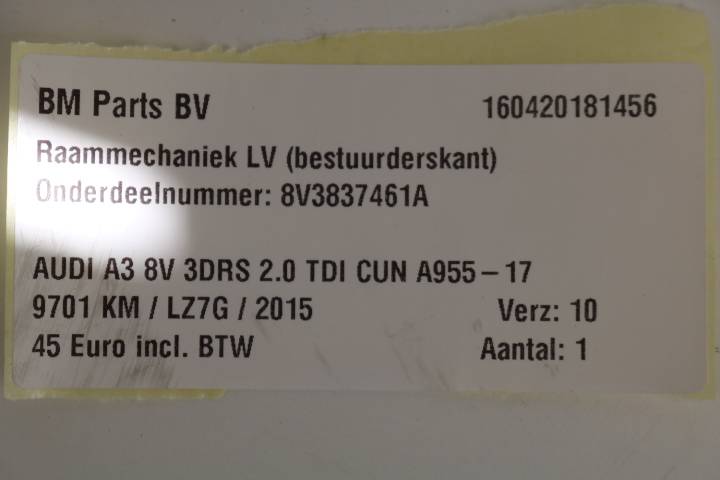 BM Parts BV 160420181456
Raammechaniek LV (bestuurderskant)
Onderdeelnummer: 8V3837461A
AUDI A3 8V 3DRS 2.0 TDI CUN A955-17
9701 KM / LZ7G / 2015 Verz: 10
45 Euro incl. BTW Aantal: 1